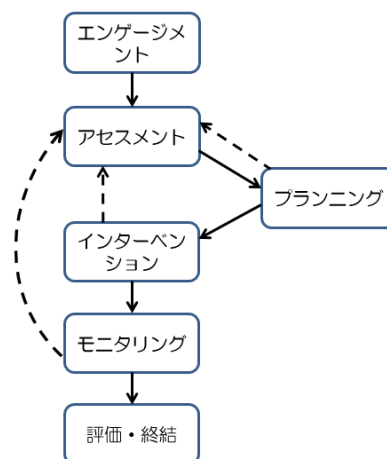 エンゲージメ
ント
アセスメント
プランニング
インターベン
ション
モニタリング
評価・終結